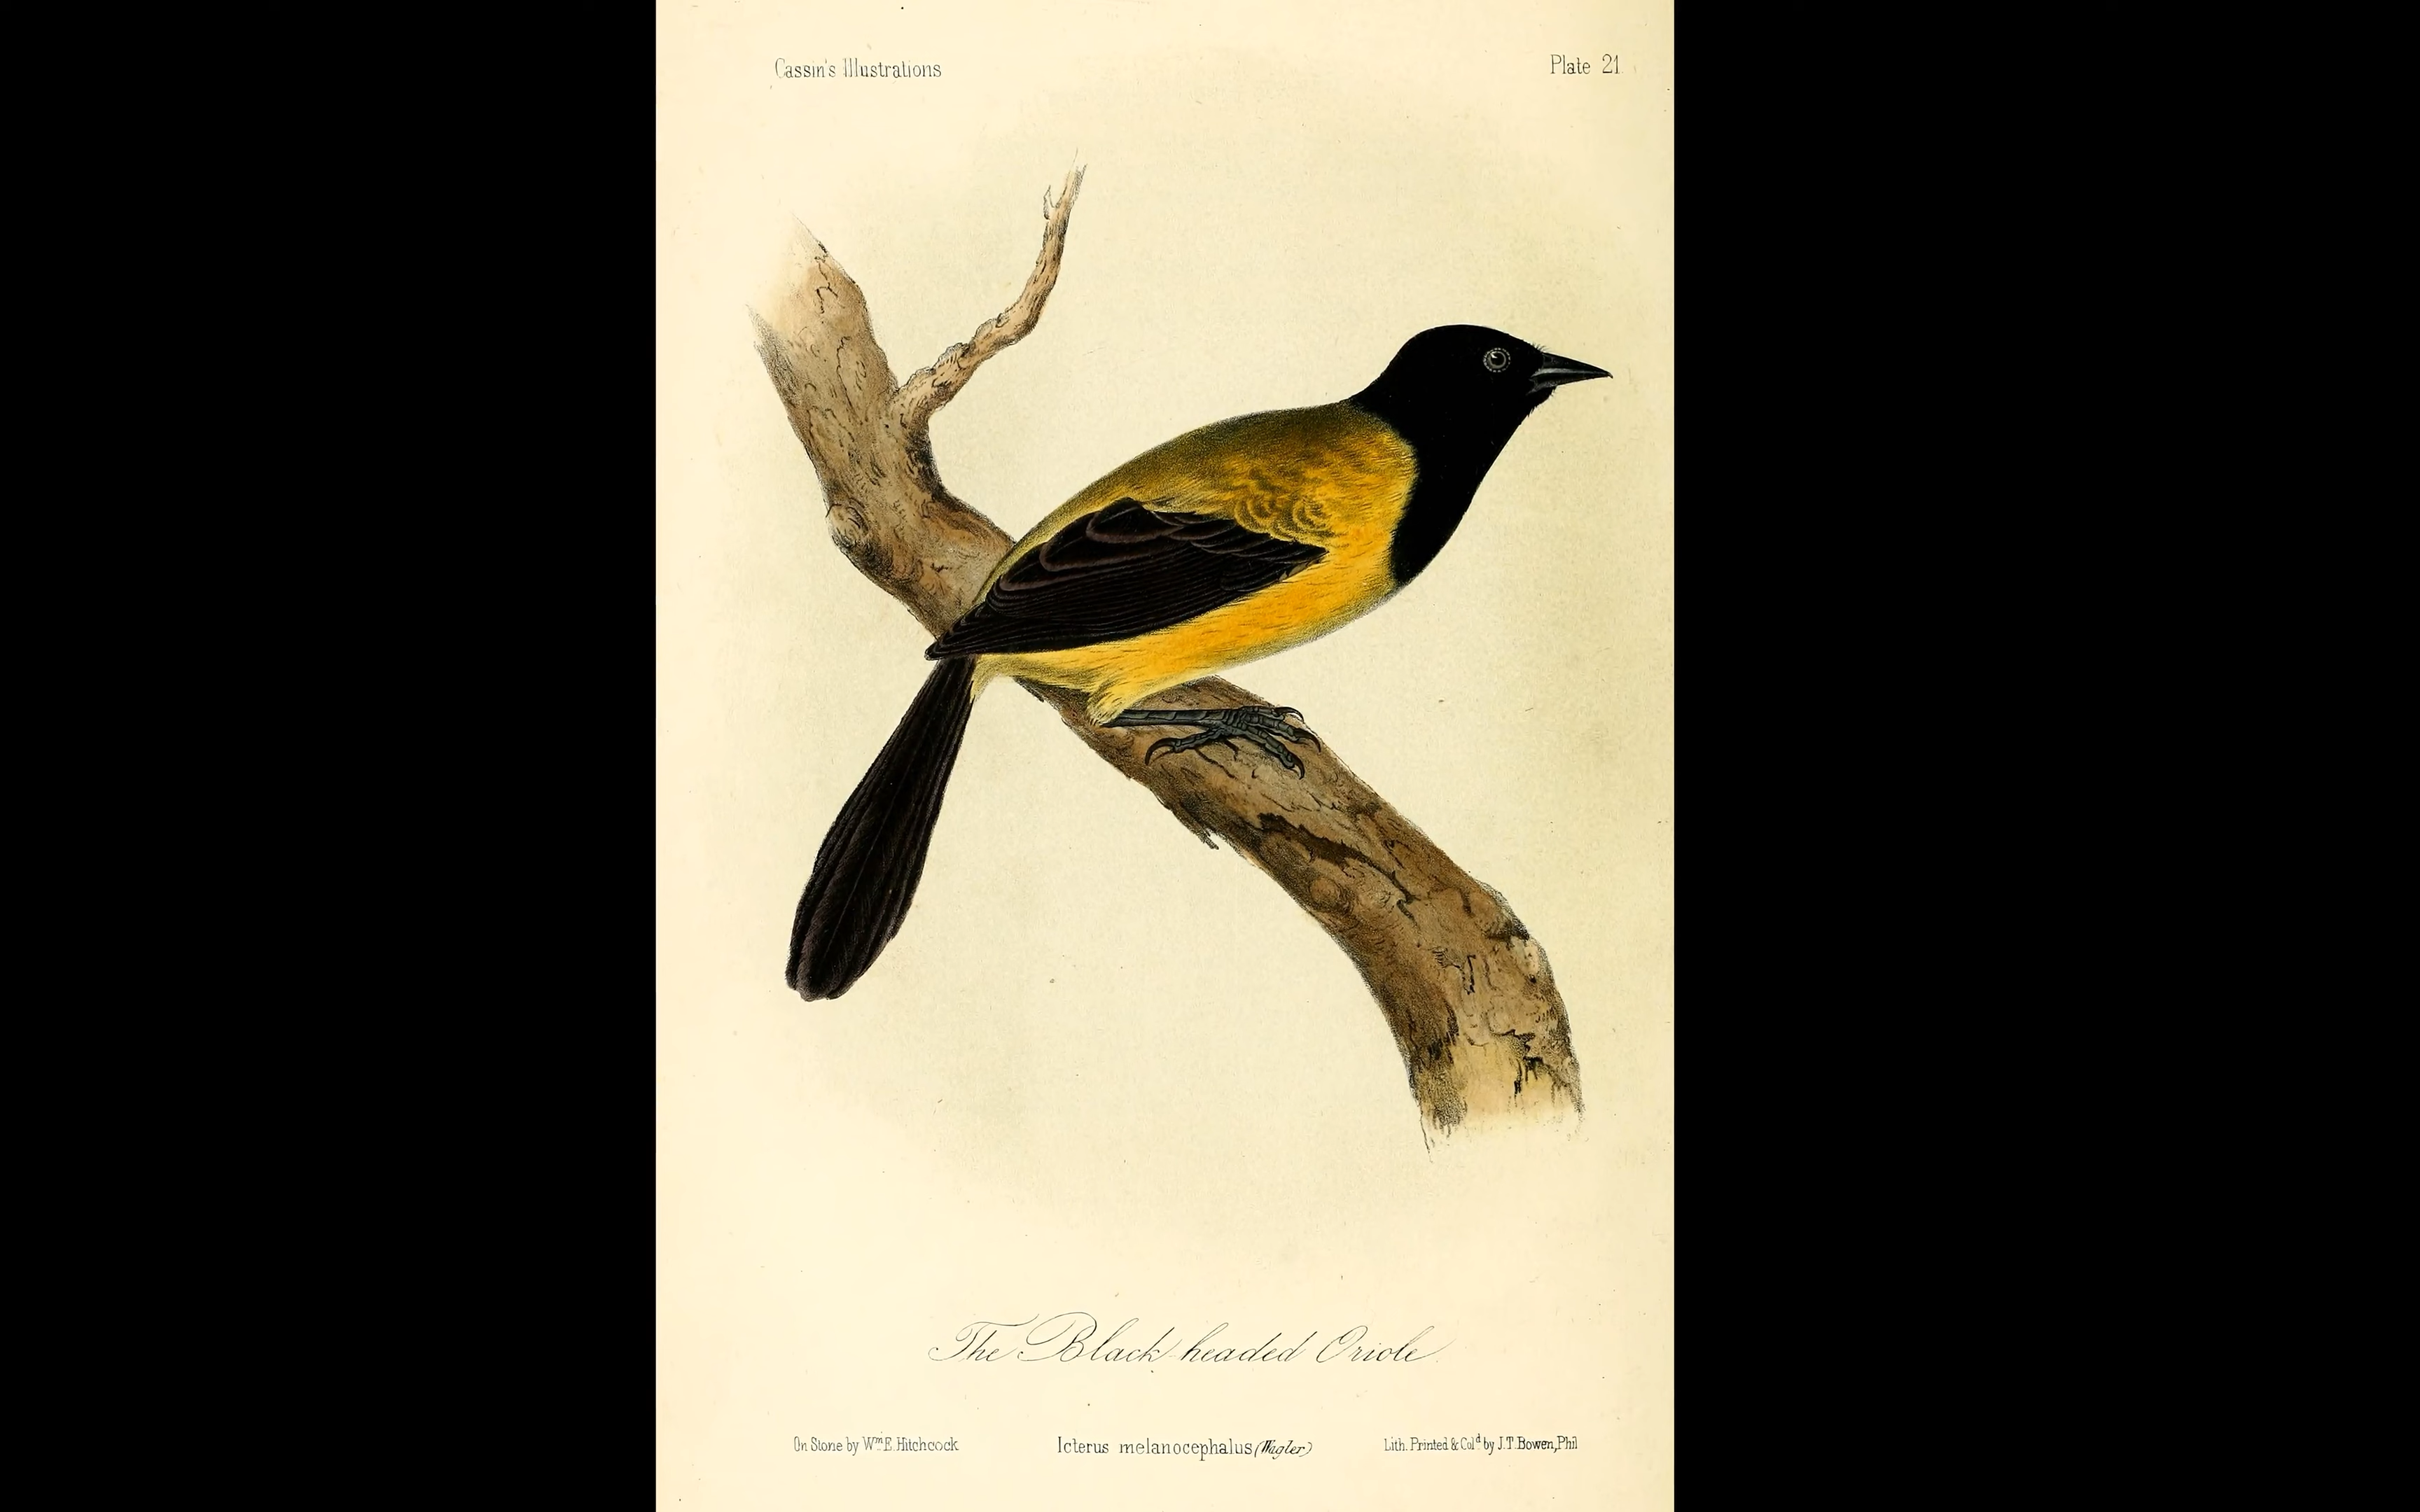 Cassin's Illustrations
Plate 21.
The Black-headed Oriole.
On Stone by Wm. E. Hitchcock
Icterus melanocephalus (Wagler)
Lith. Printed & Cold by J. T. Bowen, Phil